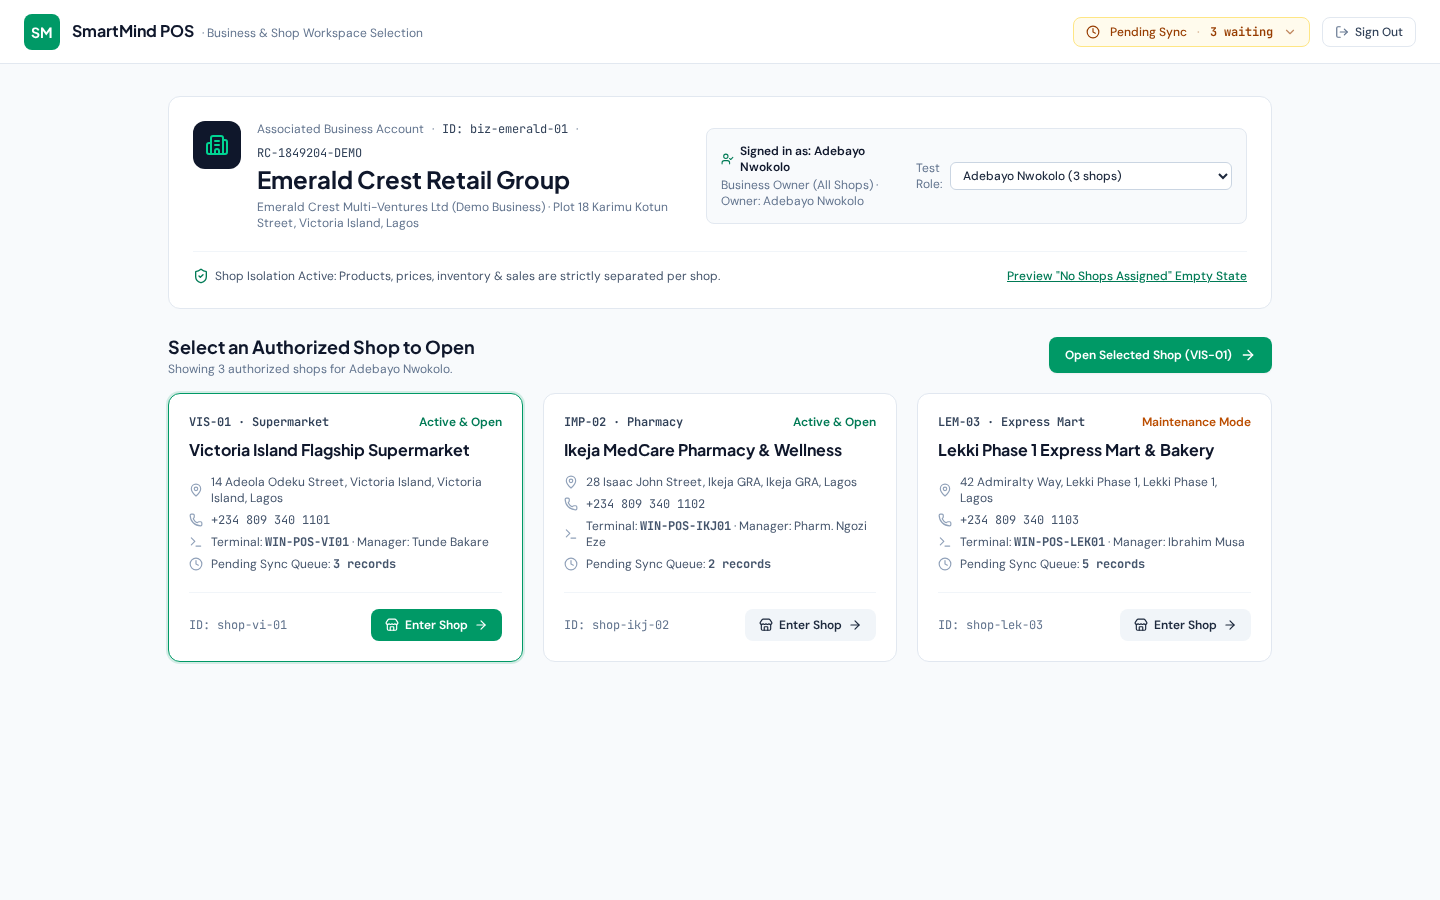 SM
SmartMind POS · Business & Shop Workspace Selection
Pending Sync · 3 waiting
Sign Out
Associated Business Account · ID: biz-emerald-01 ·
RC-1849204-DEMO
Emerald Crest Retail Group
Emerald Crest Multi-Ventures Ltd (Demo Business) · Plot 18 Karimu Kotun
Street, Victoria Island, Lagos
Signed in as: Adebayo
Nwokolo
Business Owner (All Shops) ·
Owner: Adebayo Nwokolo
Test
Role:
Adebayo Nwokolo (3 shops)
Shop Isolation Active: Products, prices, inventory & sales are strictly separated per shop.
Preview "No Shops Assigned" Empty State
Select an Authorized Shop to Open
Showing 3 authorized shops for Adebayo Nwokolo.
Open Selected Shop (VIS-01)
VIS-01 · Supermarket
Active & Open
Victoria Island Flagship Supermarket
14 Adeola Odeku Street, Victoria Island, Victoria
Island, Lagos
+234 809 340 1101
Terminal: WIN-POS-VI01 · Manager: Tunde Bakare
Pending Sync Queue: 3 records
ID: shop-vi-01
Enter Shop
IMP-02 · Pharmacy
Active & Open
Ikeja MedCare Pharmacy & Wellness
28 Isaac John Street, Ikeja GRA, Ikeja GRA, Lagos
+234 809 340 1102
Terminal: WIN-POS-IKJ01 · Manager: Pharm. Ngozi
Eze
Pending Sync Queue: 2 records
ID: shop-ikj-02
Enter Shop
LEM-03 · Express Mart
Maintenance Mode
Lekki Phase 1 Express Mart & Bakery
42 Admiralty Way, Lekki Phase 1, Lekki Phase 1,
Lagos
+234 809 340 1103
Terminal: WIN-POS-LEK01 · Manager: Ibrahim Musa
Pending Sync Queue: 5 records
ID: shop-lek-03
Enter Shop